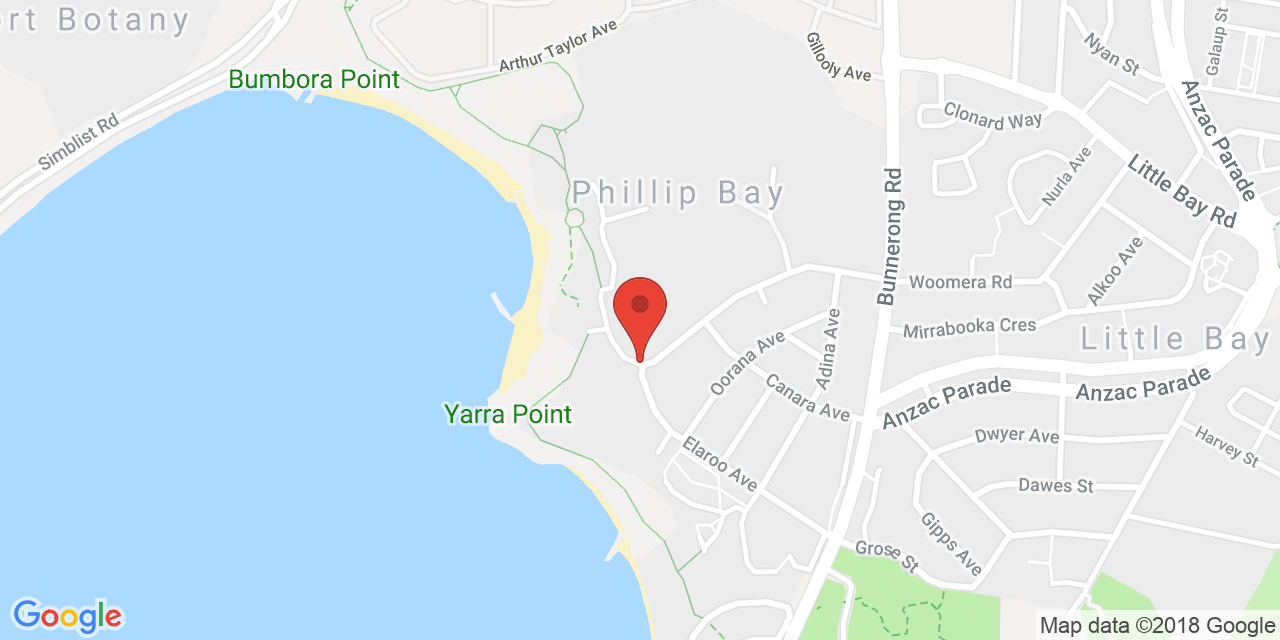 ort Botany
Arthur Taylor Ave
Gillooly Ave
Nyan St
Galaup St
Bumbora Point
Clonard Way
Anzac Parade
Simblist Rd
Phillip Bay
Nurla Ave
Little Bay Rd
Bunnerong Rd
Woomera Rd
Alkoo Ave
Mirrabooka Cres
Little Bay
Adina Ave
Oorana Ave
Canara Ave
Anzac Parade
Anzac Parade
Yarra Point
Dwyer Ave
Harvey St
Elaroo Ave
Dawes St
Gipps Ave
Grose St
Google
Map data ©2018 Google